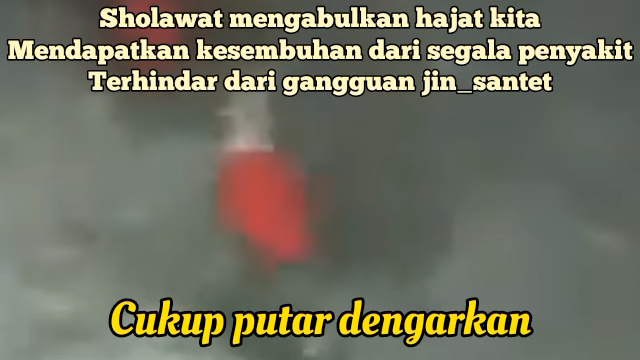 Sholawat mengabulkan hajat kita
Mendapatkan kesembuhan dari segala penyakit
Terhindar dari gangguan jin_santet
Cukup putar dengarkan